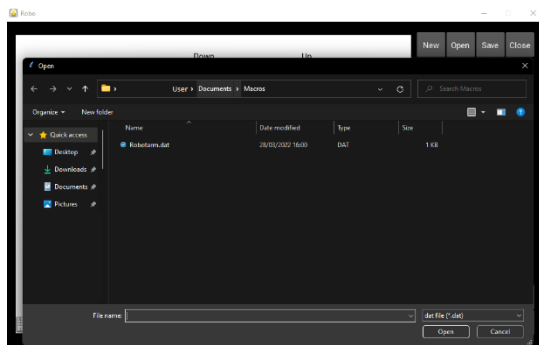 Robo
New Open Save Close
Down Up
Open
User › Documents › Macros
Search Macros
Organize New folder
Name Date modified Type Size
Quick access
Robotarm.dat 28/03/2022 16:00 DAT 1 KB
Desktop
Downloads
Documents
Pictures
File name: dat file (*.dat)
Open Cancel